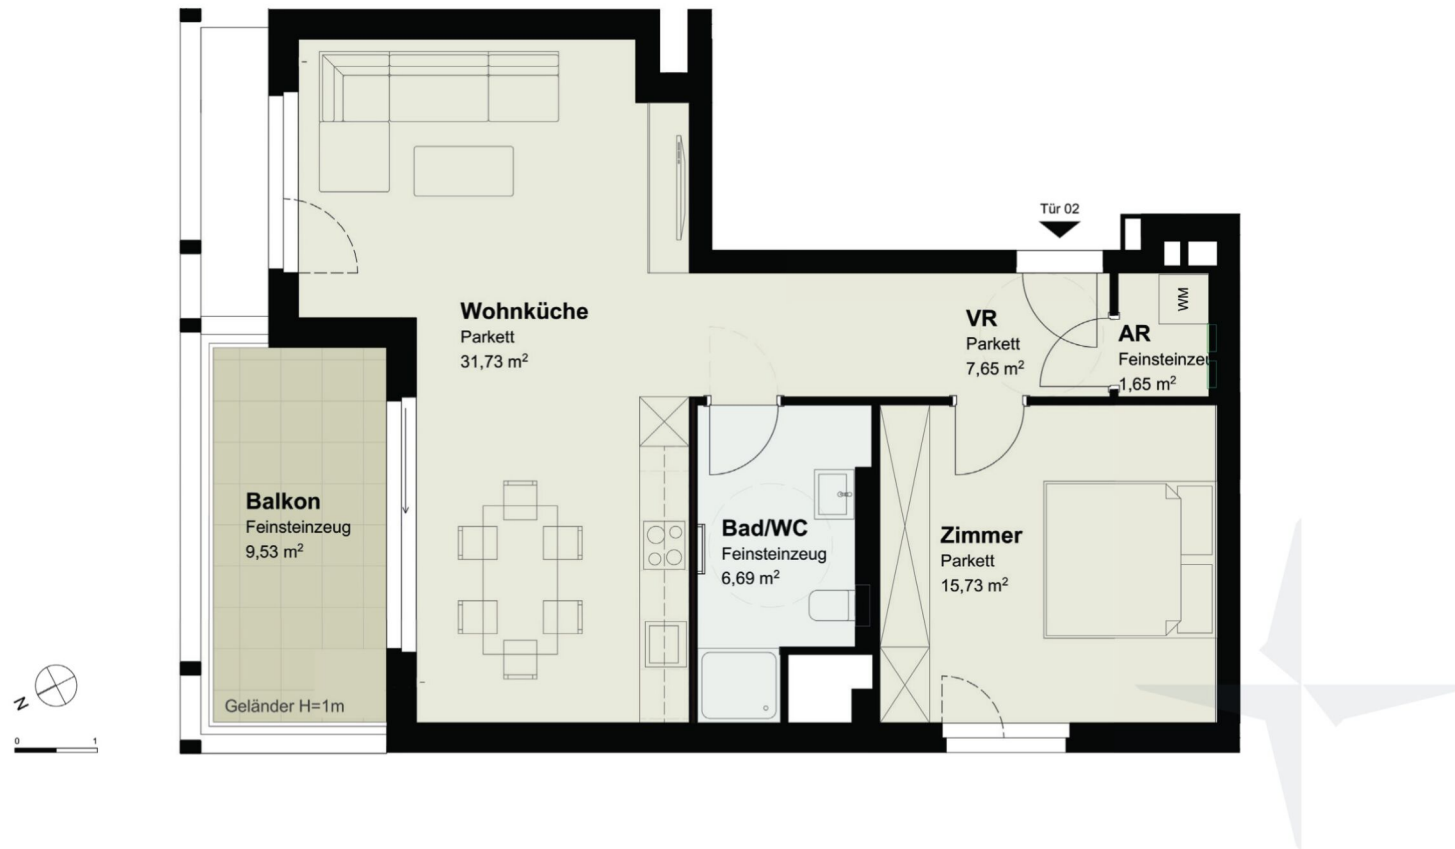 Tür 02
WM
Wohnküche
Parkett
31,73 m²
VR
Parkett
7,65 m²
AR
Feinsteinzeu
1,65 m²
Balkon
Feinsteinzeug
9,53 m²
Bad/WC
Feinsteinzeug
6,69 m²
Zimmer
Parkett
15,73 m²
Geländer H=1m
N
0 1